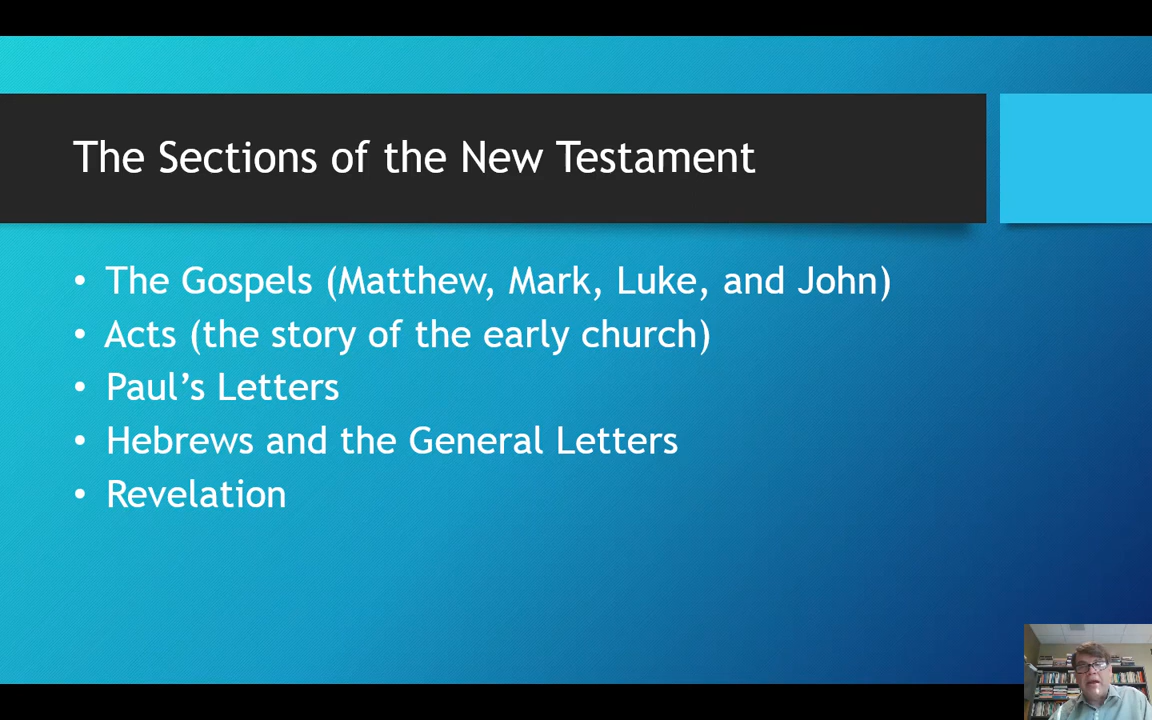 The Sections of the New Testament
• The Gospels (Matthew, Mark, Luke, and John)
• Acts (the story of the early church)
• Paul’s Letters
• Hebrews and the General Letters
• Revelation